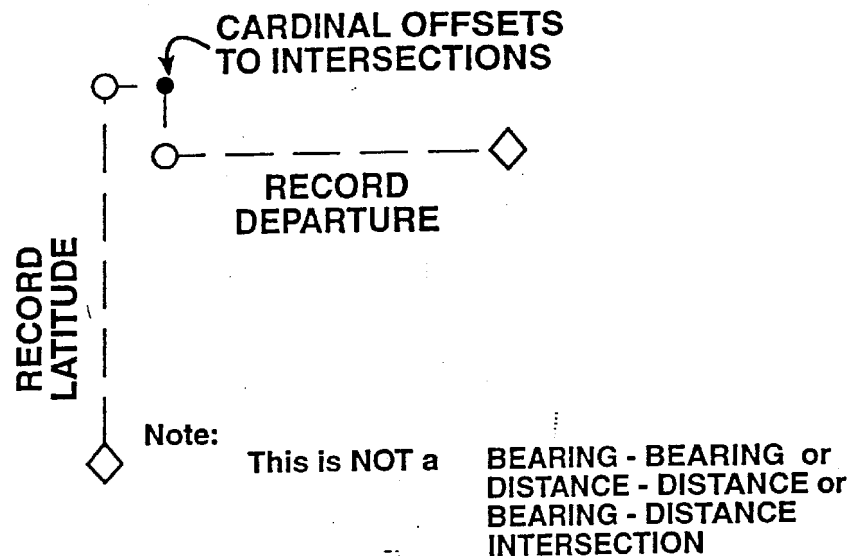 CARDINAL OFFSETS
TO INTERSECTIONS
RECORD
DEPARTURE
RECORD
LATITUDE
Note:
This is NOT a
BEARING - BEARING or
DISTANCE - DISTANCE or
BEARING - DISTANCE
INTERSECTION